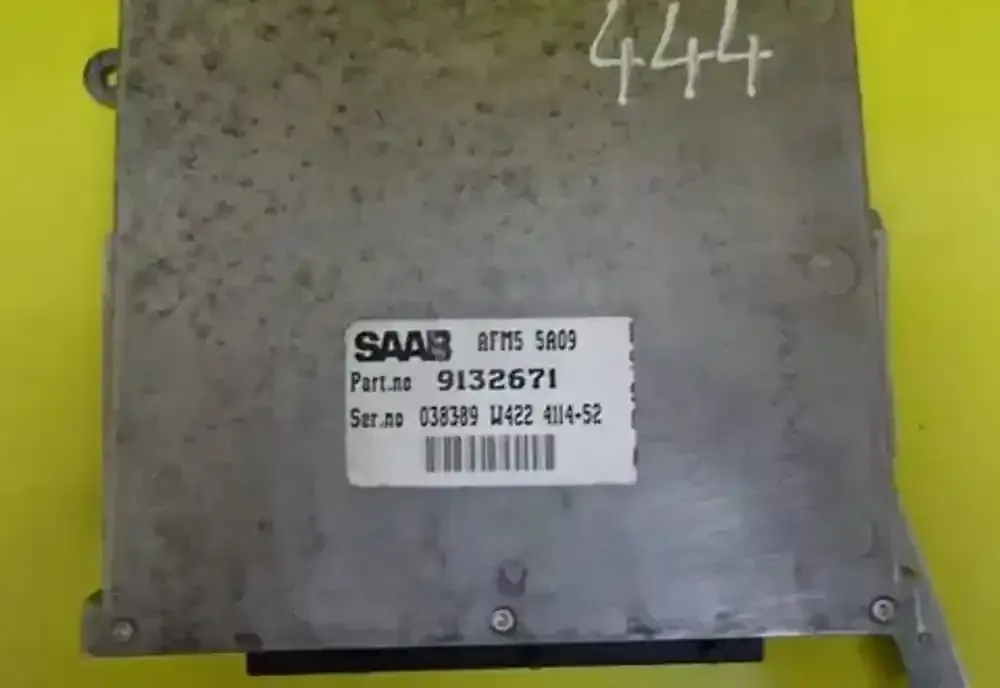 444
SAAB AFM5 5A09
Part.no 9132671
Ser.no 038389 W422 4114-52